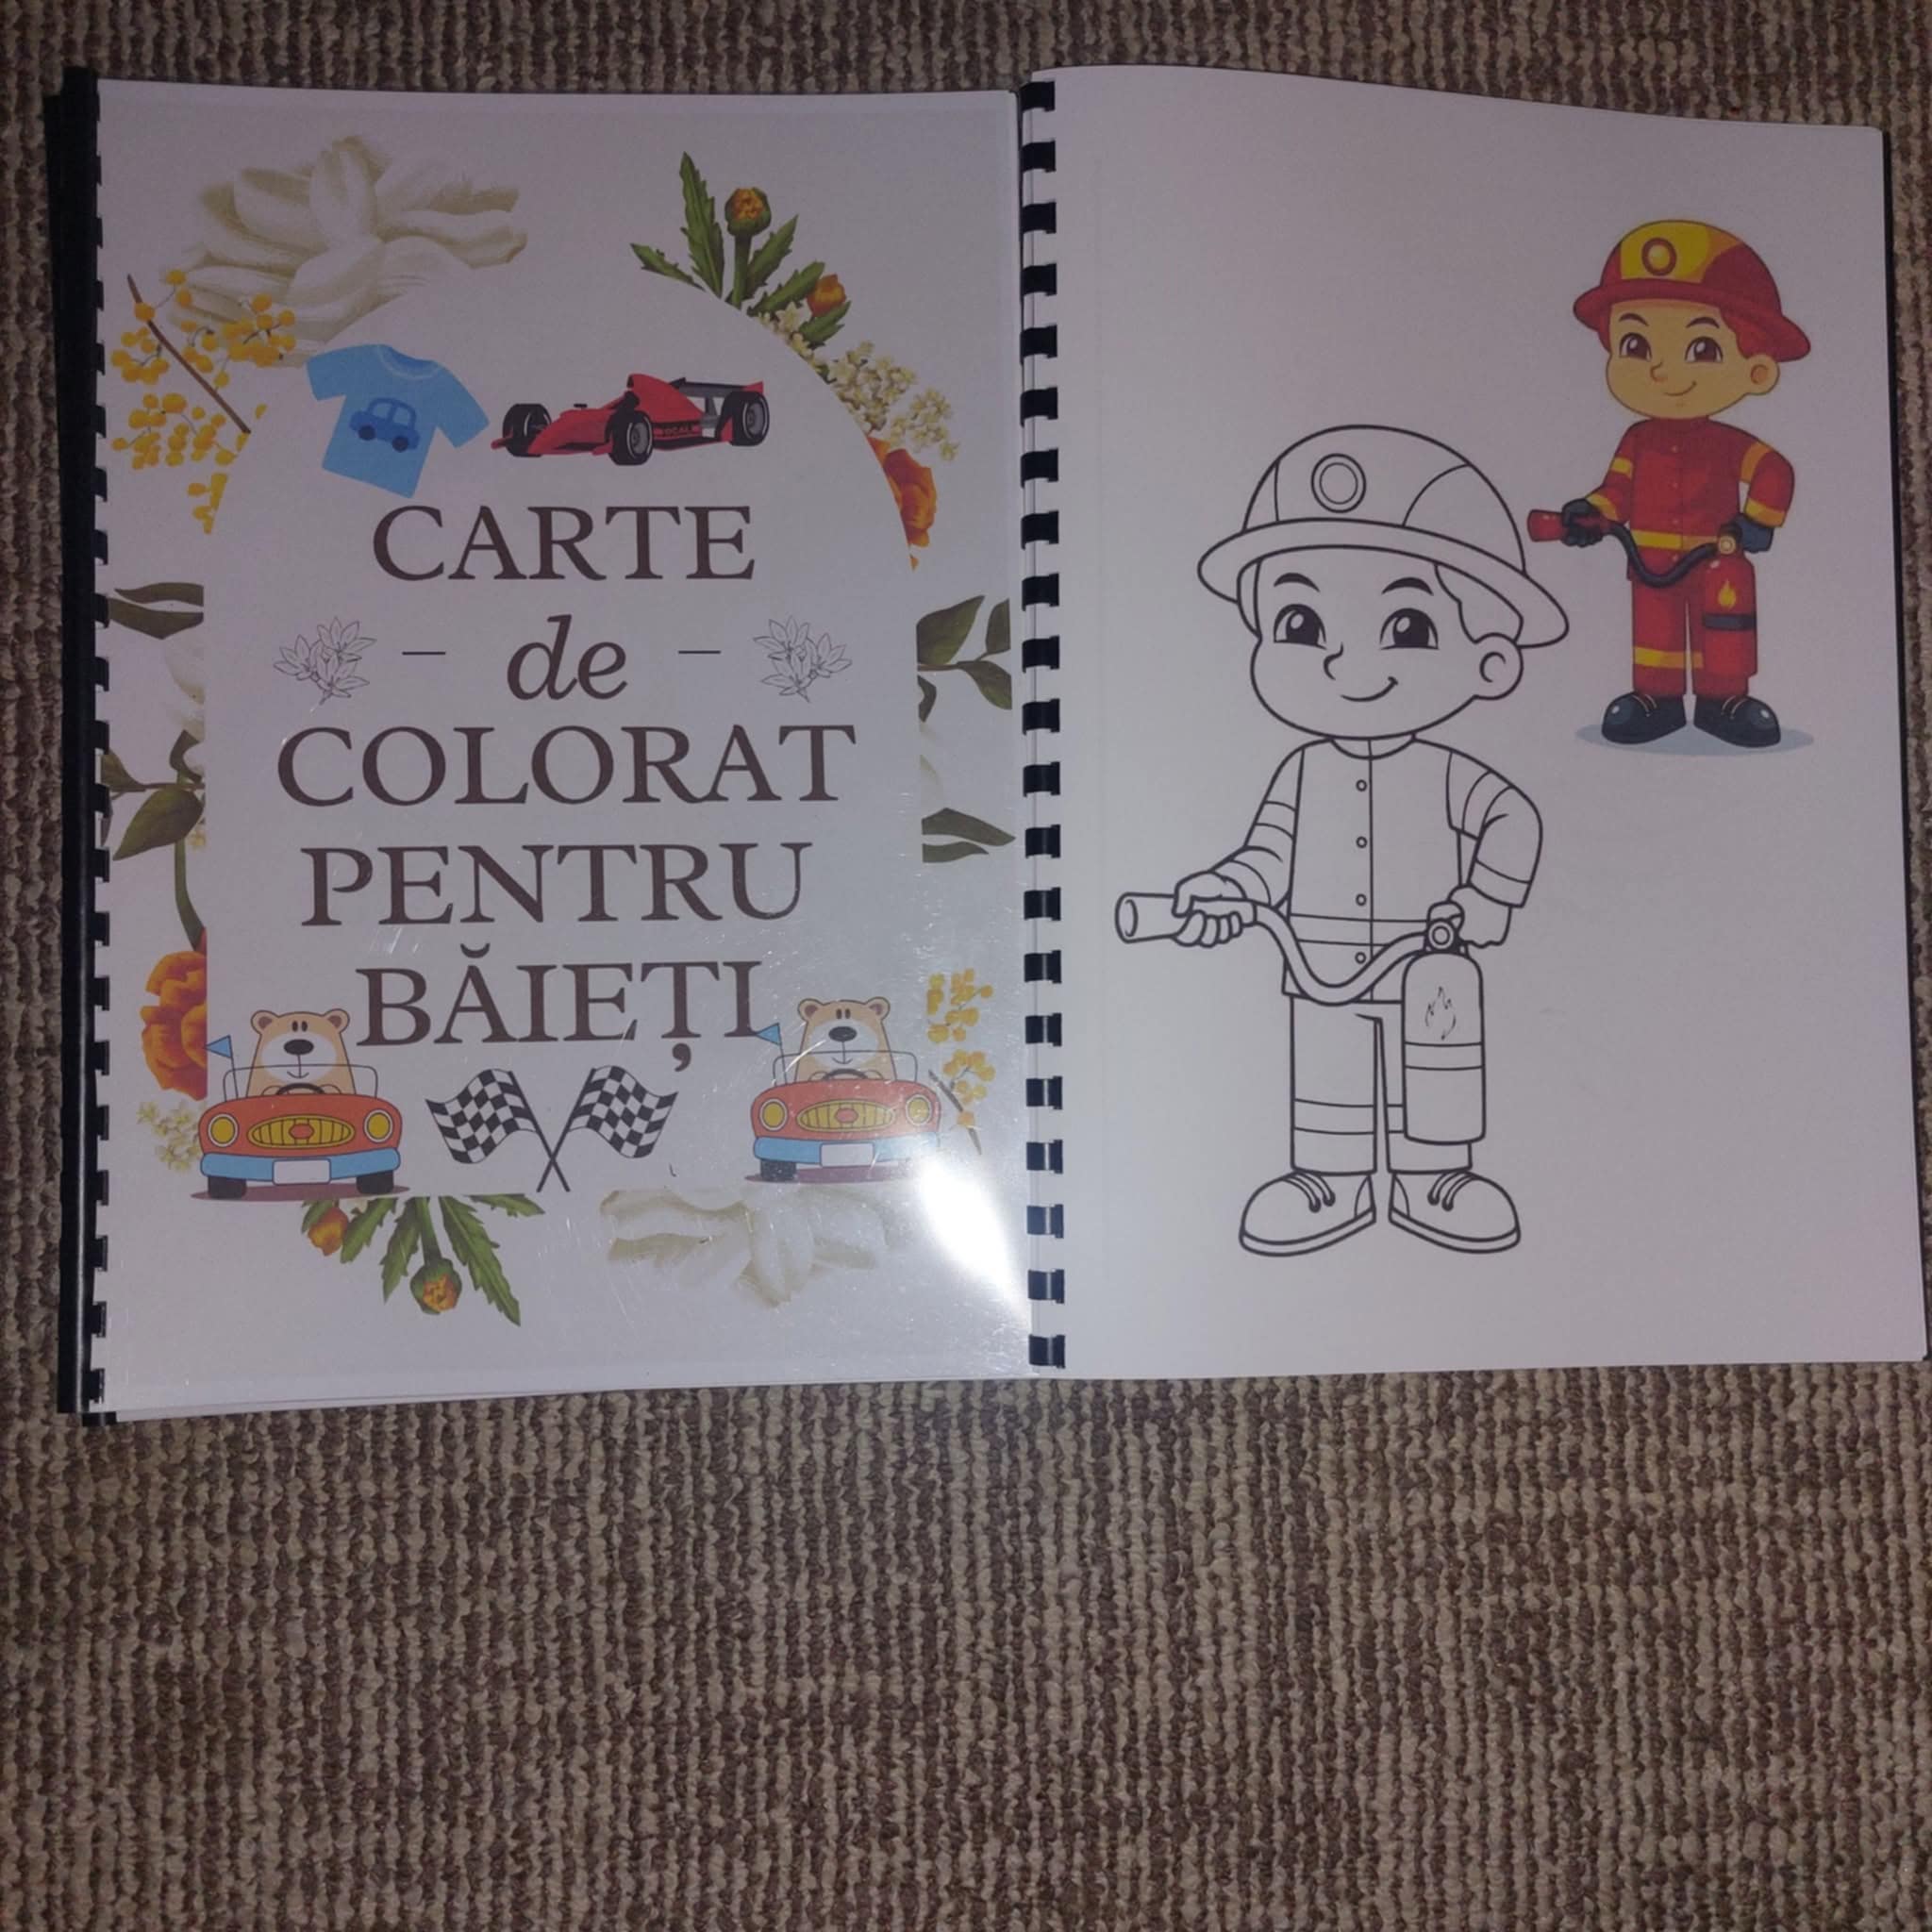 CARTE
de
COLORAT
PENTRU
BĂIEȚI